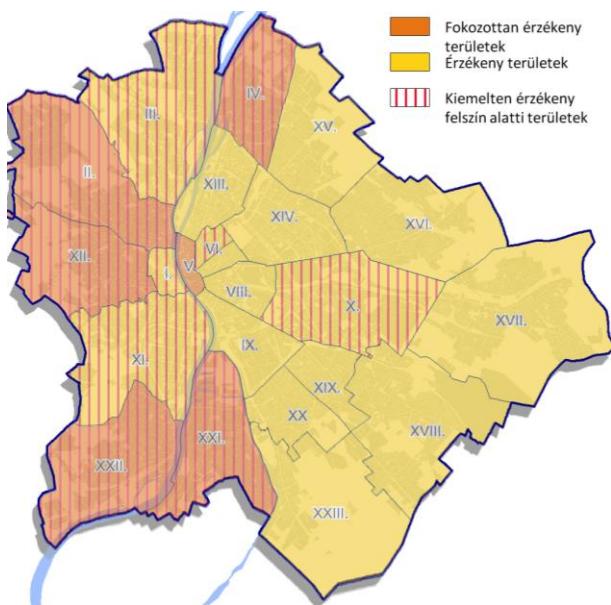 Fokozottan érzékeny
területek
Érzékeny területek
Kiemelten érzékeny
felszín alatti területek
IV.
III.
XV.
II.
XIII.
XIV.
XVI.
XII.
VI.
I.
V.
VIII.
X.
XVII.
IX.
XI.
XIX.
XX
XVIII.
XXI.
XXII.
XXIII.